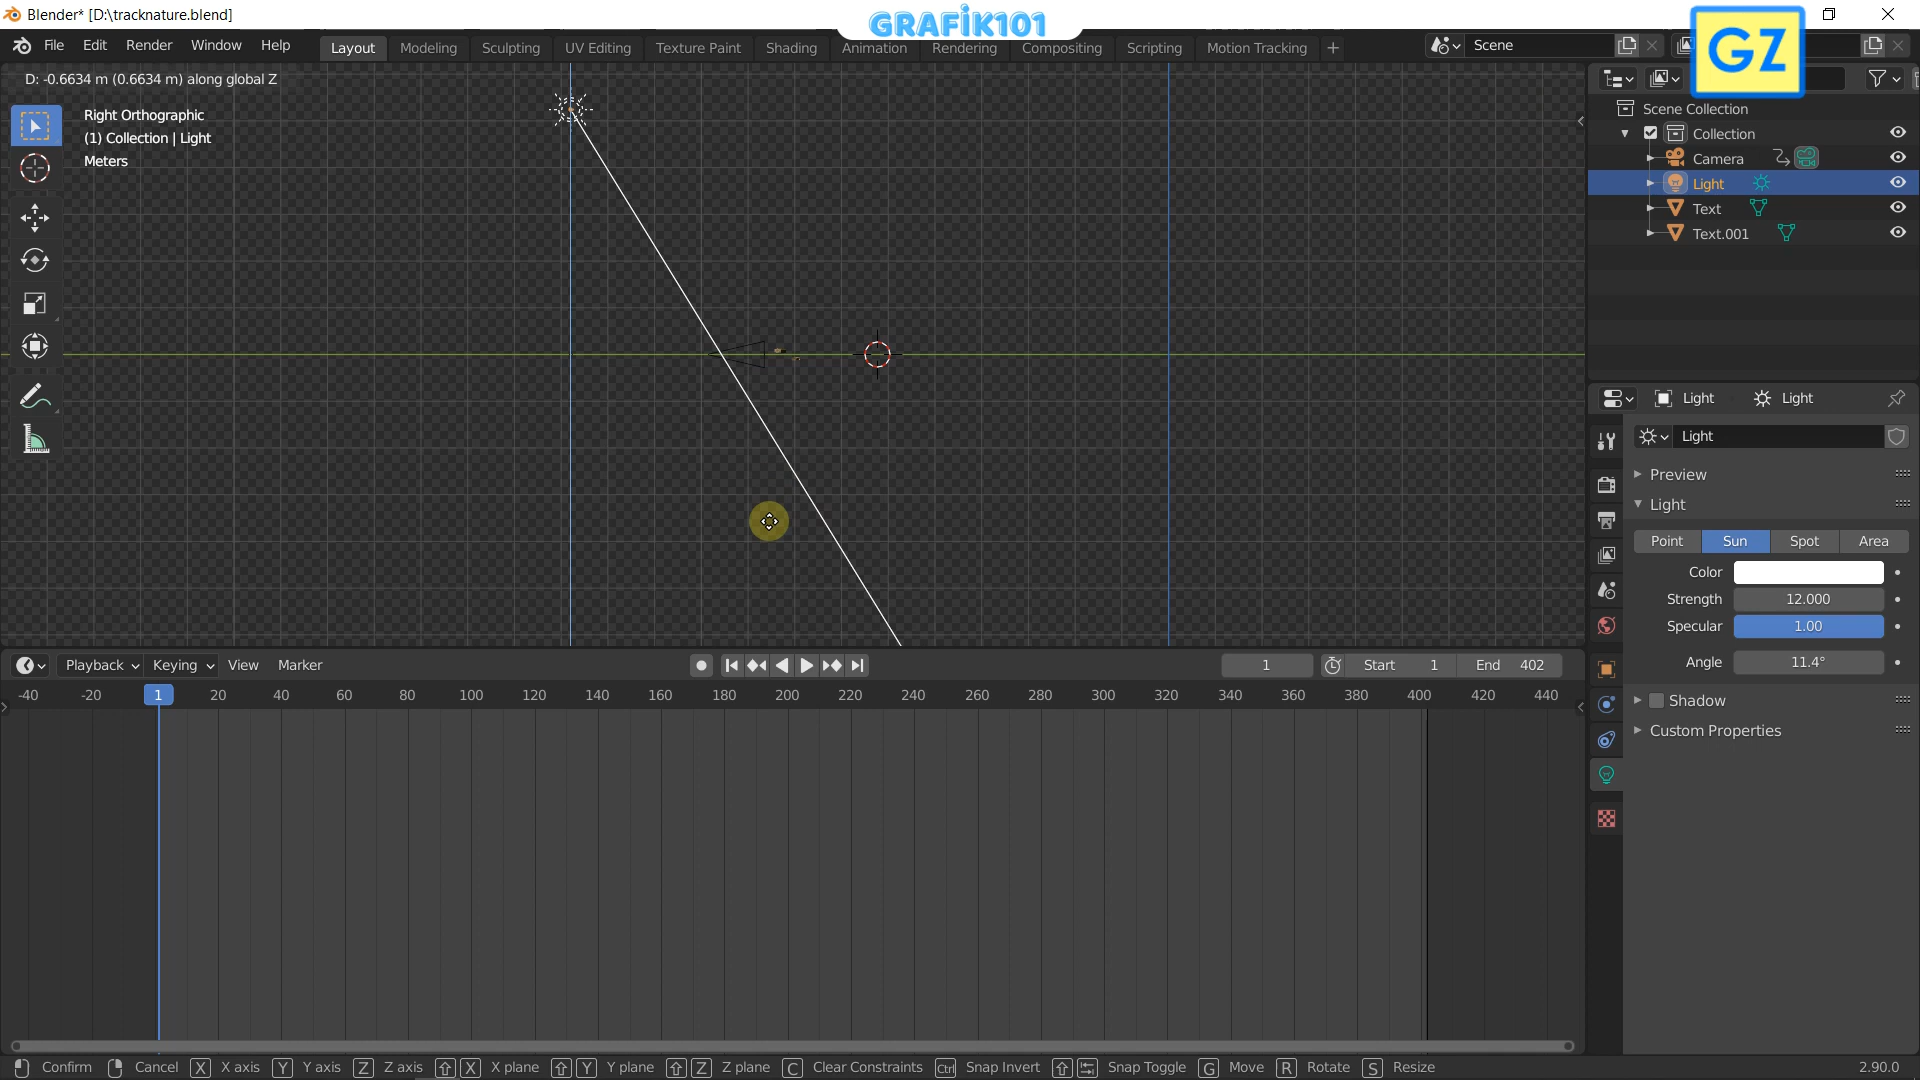 Blender* [D:\tracknature.blend]
GRAFİK101
GZ
File Edit Render Window Help
Layout Modeling Sculpting UV Editing Texture Paint Shading Animation Rendering Compositing Scripting Motion Tracking +
Scene
D: -0.6634 m (0.6634 m) along global Z
Right Orthographic
(1) Collection | Light
Meters
Scene Collection
Collection
Camera
Light
Text
Text.001
Light Light
Light
Preview
Light
Point Sun Spot Area
Color
Strength 12.000
Specular 1.00
Angle 11.4°
Shadow
Custom Properties
Playback Keying View Marker
1 Start 1 End 402
-40 -20 1 20 40 60 80 100 120 140 160 180 200 220 240 260 280 300 320 340 360 380 400 420 440
Confirm Cancel X X axis Y Y axis Z Z axis X X plane Y Y plane Z Z plane C Clear Constraints Ctrl Snap Invert Snap Toggle G Move R Rotate S Resize
2.90.0